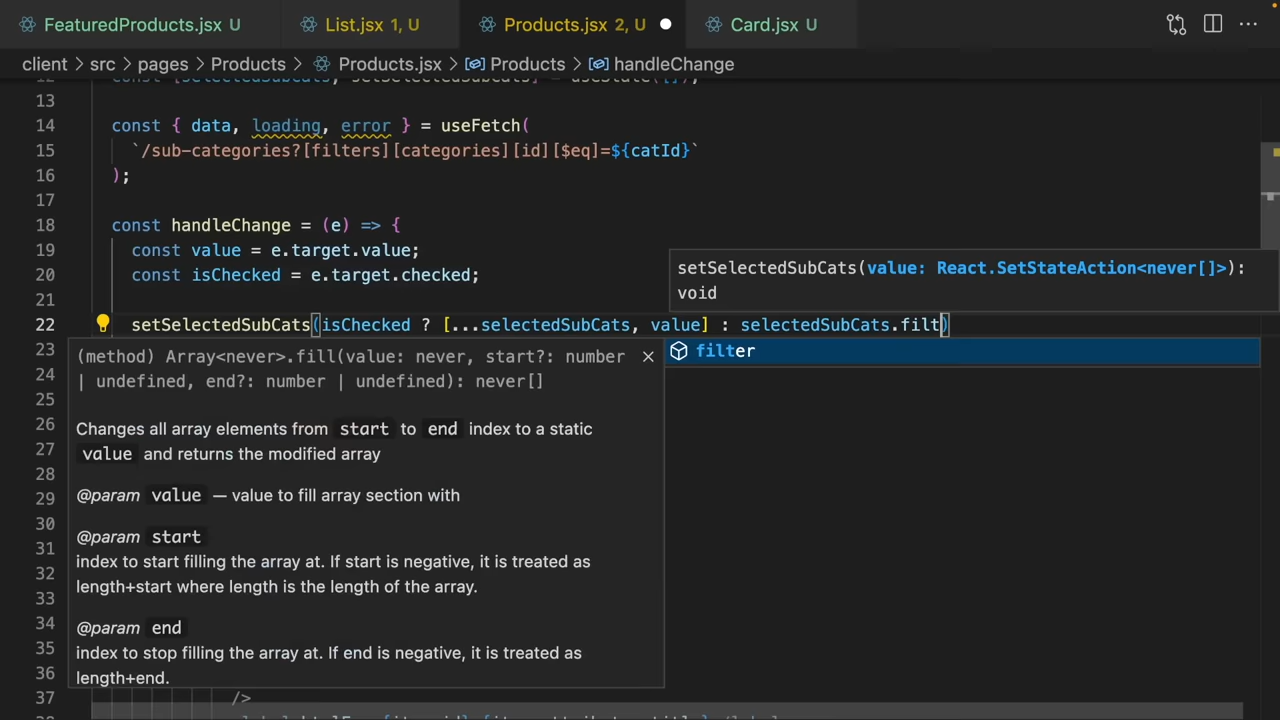 FeaturedProducts.jsx U
List.jsx 1, U
Products.jsx 2, U
Card.jsx U
client > src > pages > Products > Products.jsx > Products > handleChange
12 const [selectedSubCats, setSelectedSubCats] = useState([]);
13
14 const { data, loading, error } = useFetch(
15 `/sub-categories?[filters][categories][id][$eq]=${catId}`
16 );
17
18 const handleChange = (e) => {
19 const value = e.target.value;
20 const isChecked = e.target.checked;
21
22 setSelectedSubCats(isChecked ? [...selectedSubCats, value] : selectedSubCats.filt)
setSelectedSubCats(value: React.SetStateAction<never[]>):
void
filter
23
24
25
26
27
28
29
30
31
32
33
34
35
36
37 />
(method) Array<never>.fill(value: never, start?: number
| undefined, end?: number | undefined): never[]
Changes all array elements from start to end index to a static
value and returns the modified array
@param value — value to fill array section with
@param start
index to start filling the array at. If start is negative, it is treated as
length+start where length is the length of the array.
@param end
index to stop filling the array at. If end is negative, it is treated as
length+end.